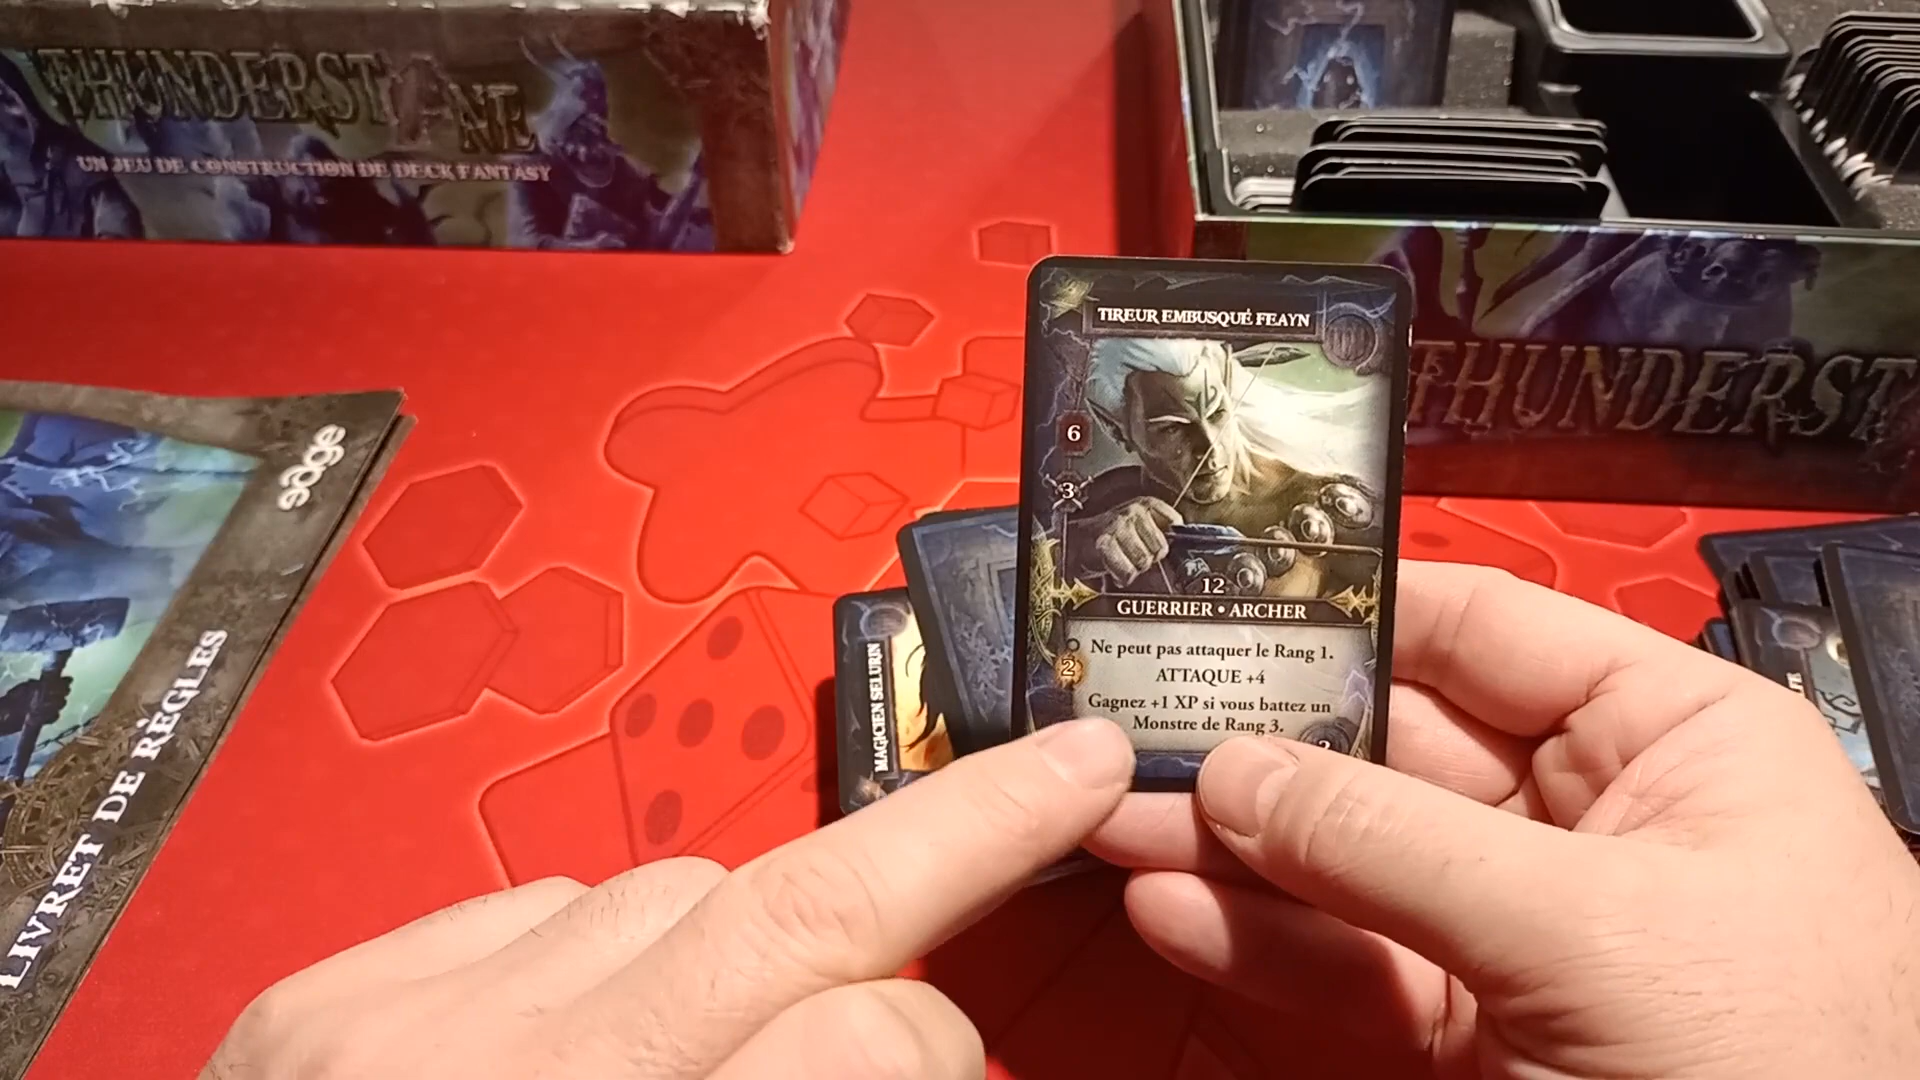 THUNDERSTONE
UN JEU DE CONSTRUCTION DE DECK FANTASY
THUNDERST
edge
LIVRET DE RÈGLES
MAGICIEN SELURIN
TIREUR EMBUSQUÉ FEAYN
6
3
12
GUERRIER • ARCHER
2
Ne peut pas attaquer le Rang 1.
ATTAQUE +4
Gagnez +1 XP si vous battez un
Monstre de Rang 3.